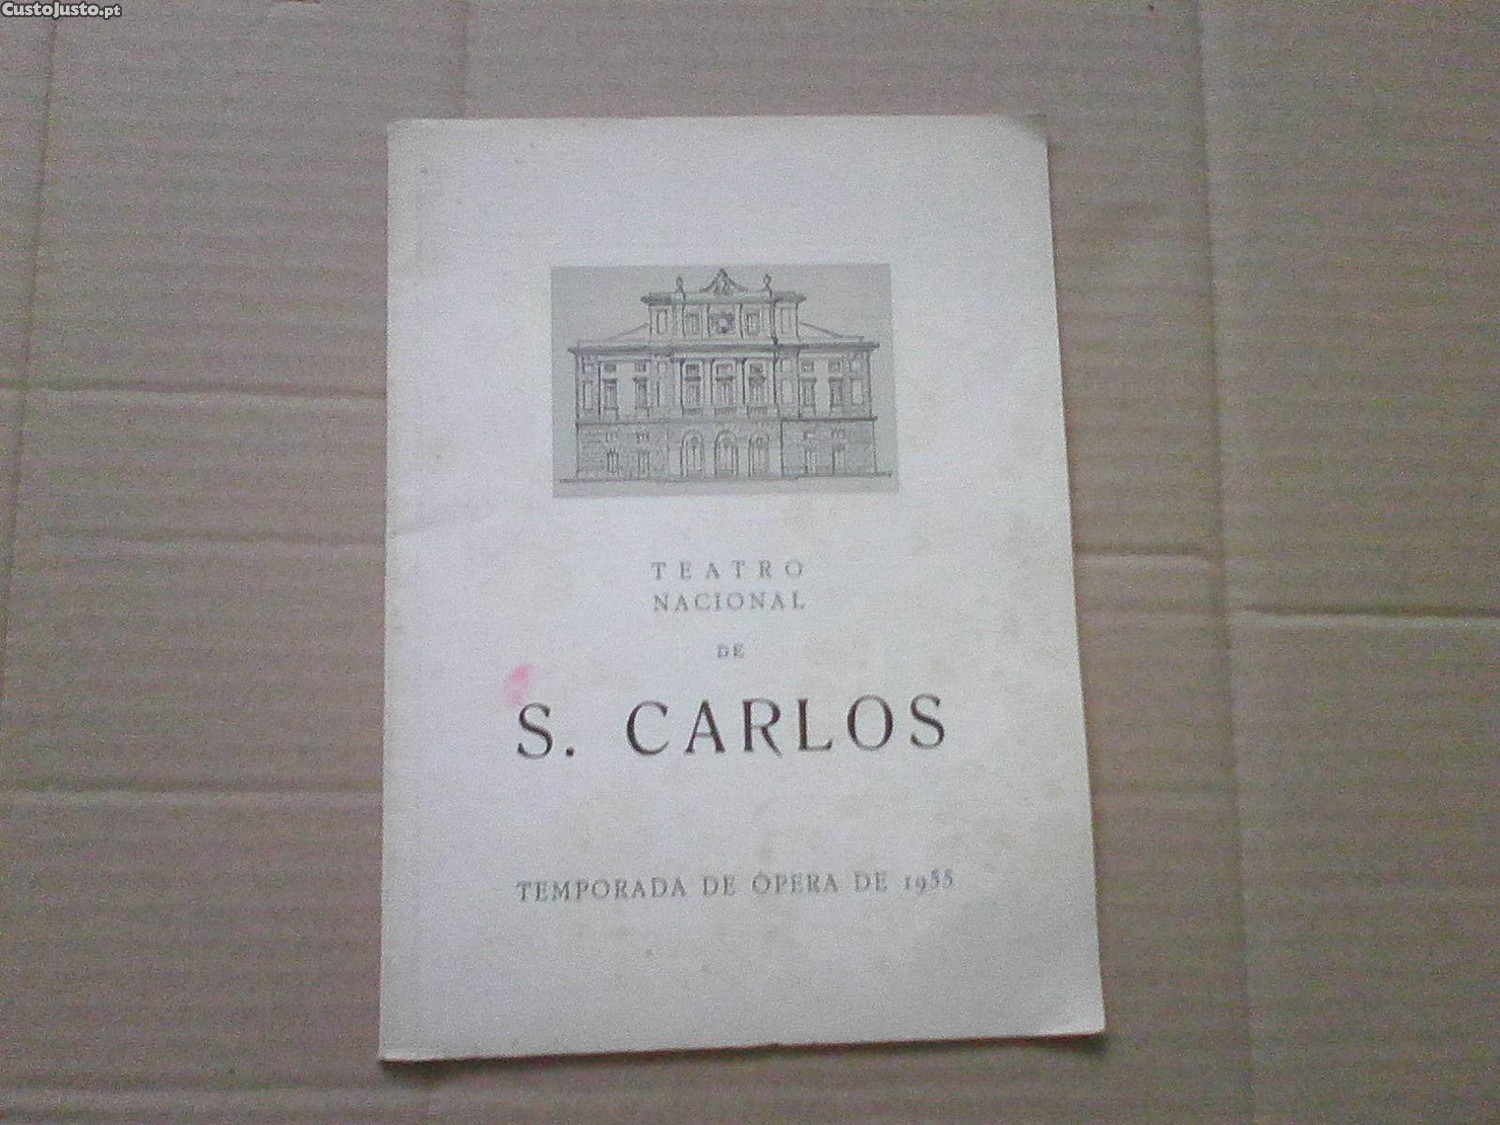 CustoJusto.pt
TEATRO
NACIONAL
DE
S. CARLOS
TEMPORADA DE ÓPERA DE 1955